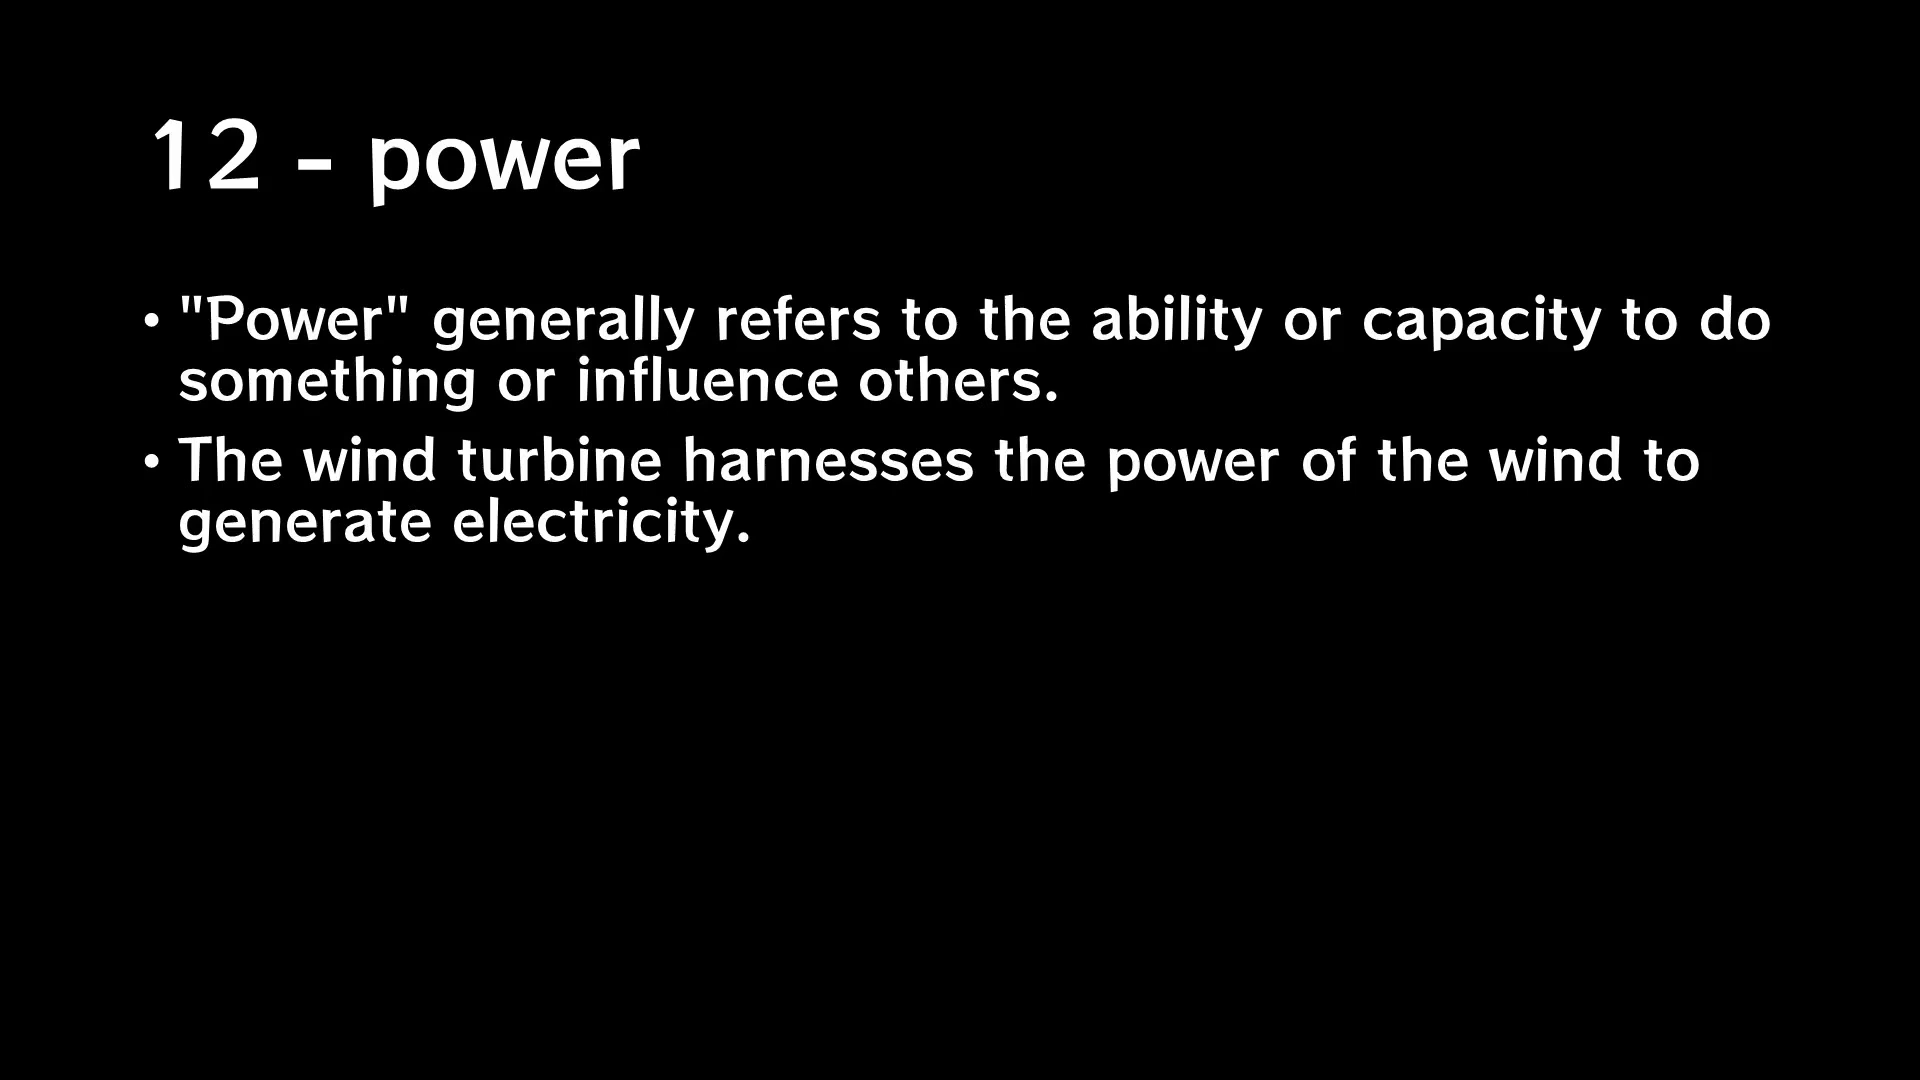 12 - power
• "Power" generally refers to the ability or capacity to do
something or influence others.
• The wind turbine harnesses the power of the wind to
generate electricity.